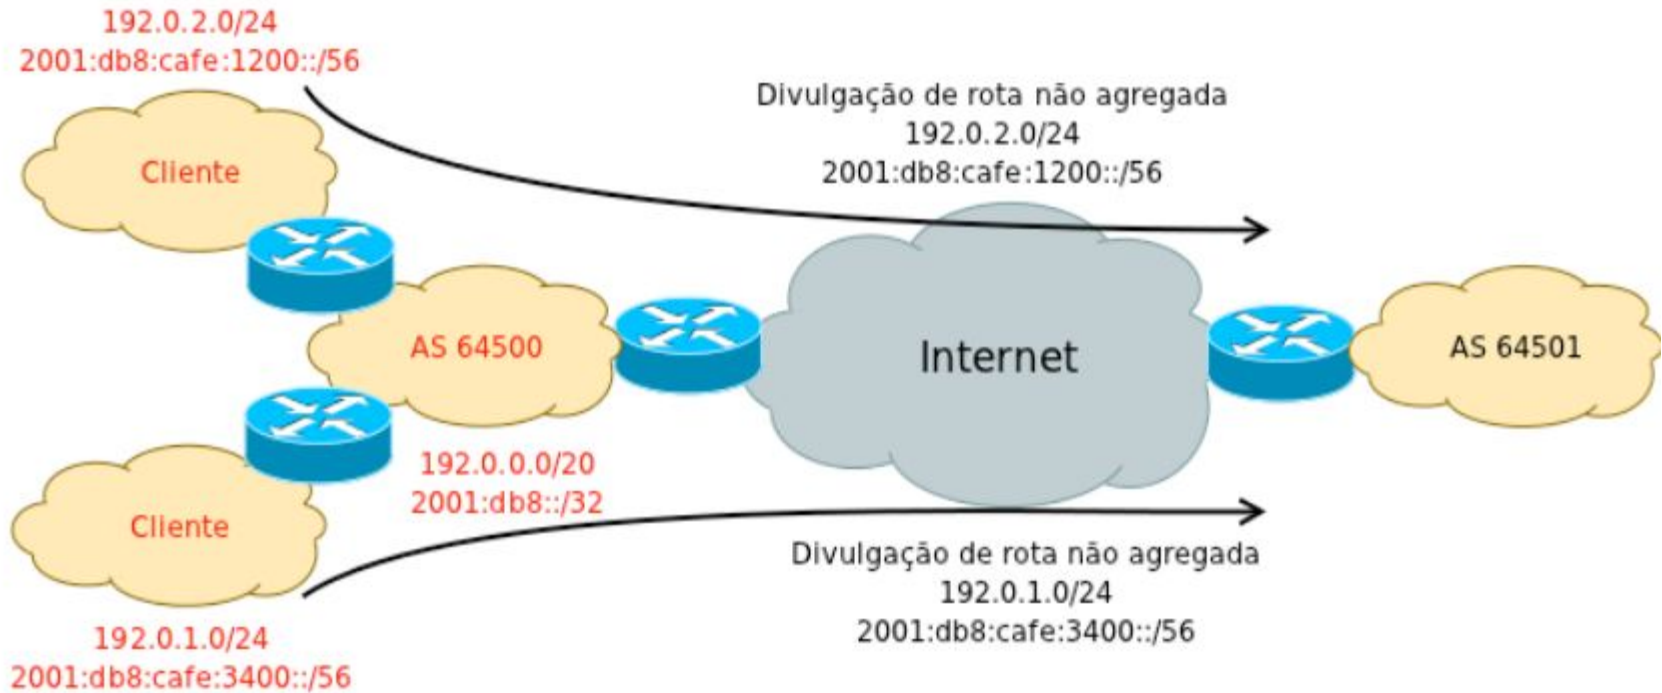 192.0.2.0/24
2001:db8:cafe:1200::/56
Cliente
Divulgação de rota não agregada
192.0.2.0/24
2001:db8:cafe:1200::/56
AS 64500
Internet
AS 64501
192.0.0.0/20
2001:db8::/32
Cliente
192.0.1.0/24
2001:db8:cafe:3400::/56
Divulgação de rota não agregada
192.0.1.0/24
2001:db8:cafe:3400::/56